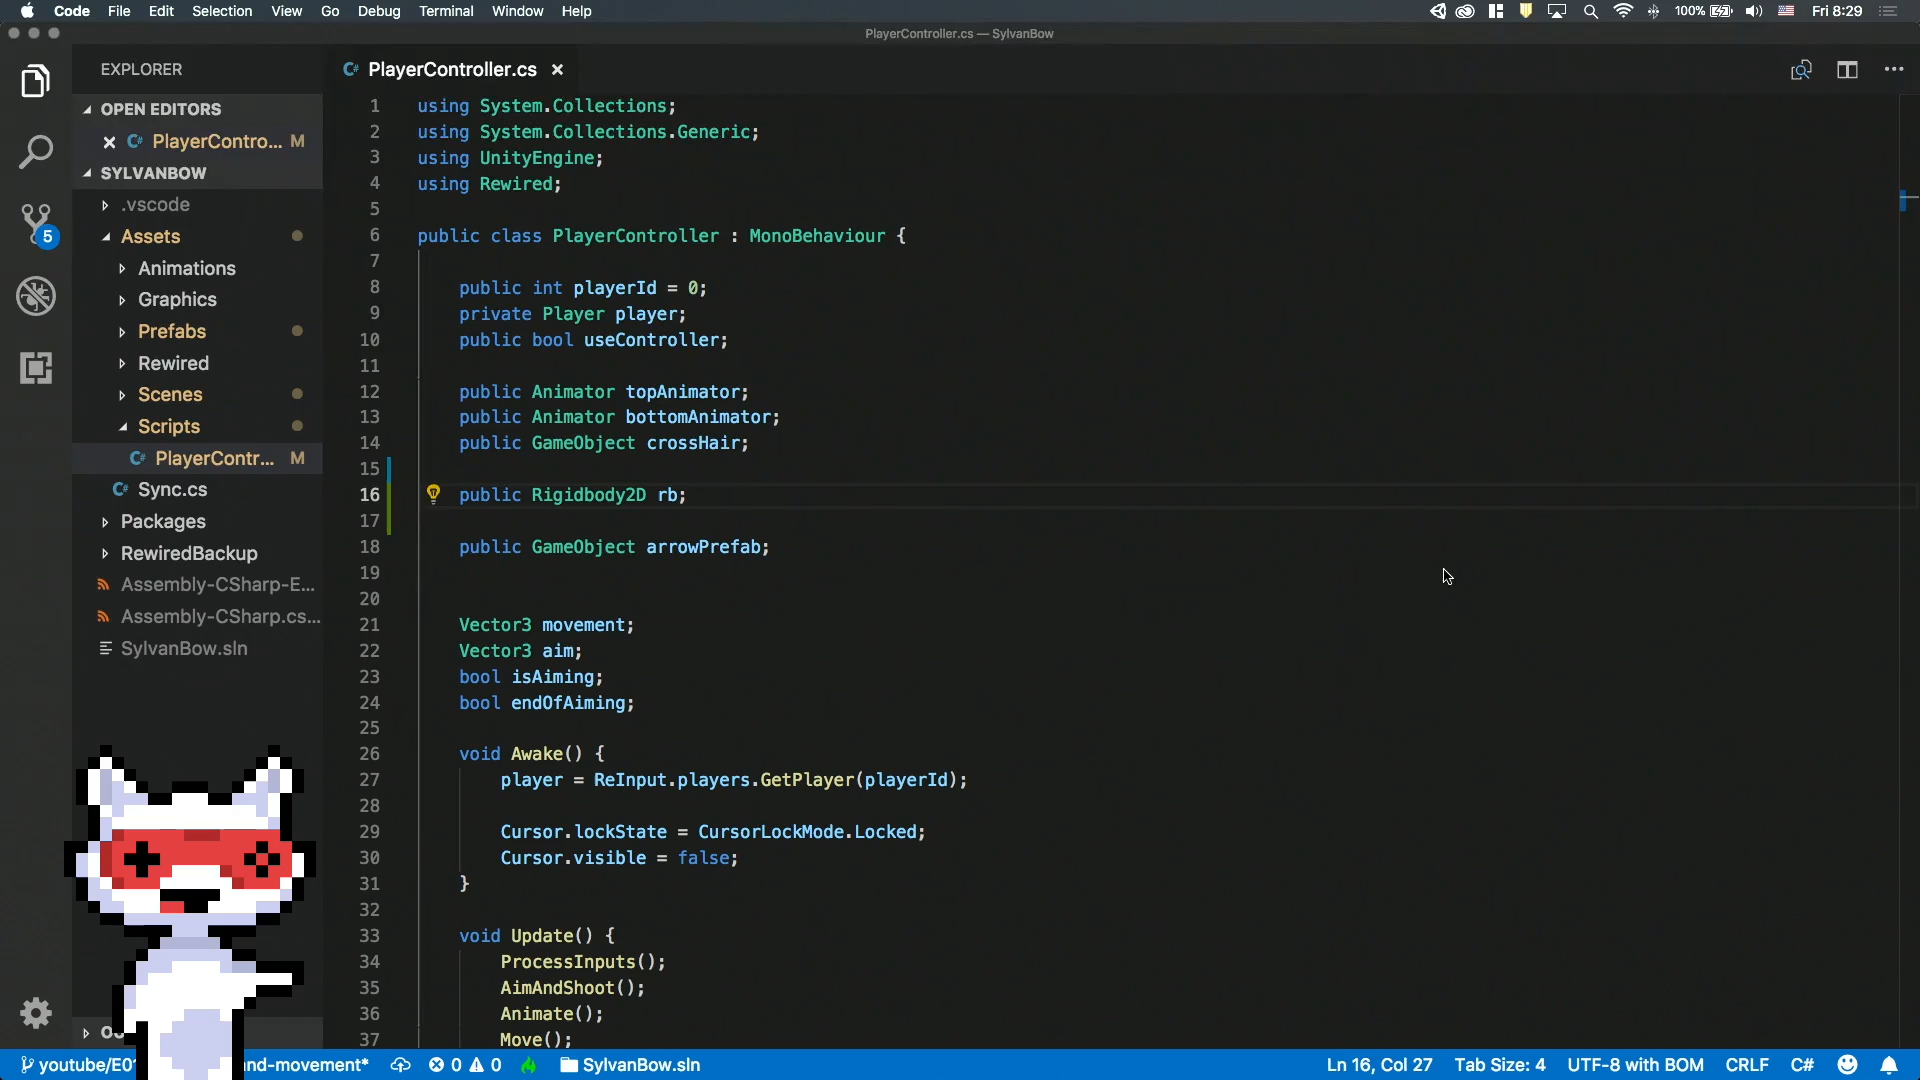 Code File Edit Selection View Go Debug Terminal Window Help
100% Fri 8:29
PlayerController.cs — SylvanBow
EXPLORER
PlayerController.cs
OPEN EDITORS
PlayerContro... M
SYLVANBOW
.vscode
Assets
Animations
Graphics
Prefabs
Rewired
Scenes
Scripts
PlayerContr... M
Sync.cs
Packages
RewiredBackup
Assembly-CSharp-E...
Assembly-CSharp.cs...
SylvanBow.sln
5
1 using System.Collections;
2 using System.Collections.Generic;
3 using UnityEngine;
4 using Rewired;
5
6 public class PlayerController : MonoBehaviour {
7
8 public int playerId = 0;
9 private Player player;
10 public bool useController;
11
12 public Animator topAnimator;
13 public Animator bottomAnimator;
14 public GameObject crossHair;
15
16 public Rigidbody2D rb;
17
18 public GameObject arrowPrefab;
19
20
21 Vector3 movement;
22 Vector3 aim;
23 bool isAiming;
24 bool endOfAiming;
25
26 void Awake() {
27 player = ReInput.players.GetPlayer(playerId);
28
29 Cursor.lockState = CursorLockMode.Locked;
30 Cursor.visible = false;
31 }
32
33 void Update() {
34 ProcessInputs();
35 AimAndShoot();
36 Animate();
37 Move();
youtube/E0 nd-movement* 0 0 SylvanBow.sln
Ln 16, Col 27 Tab Size: 4 UTF-8 with BOM CRLF C#